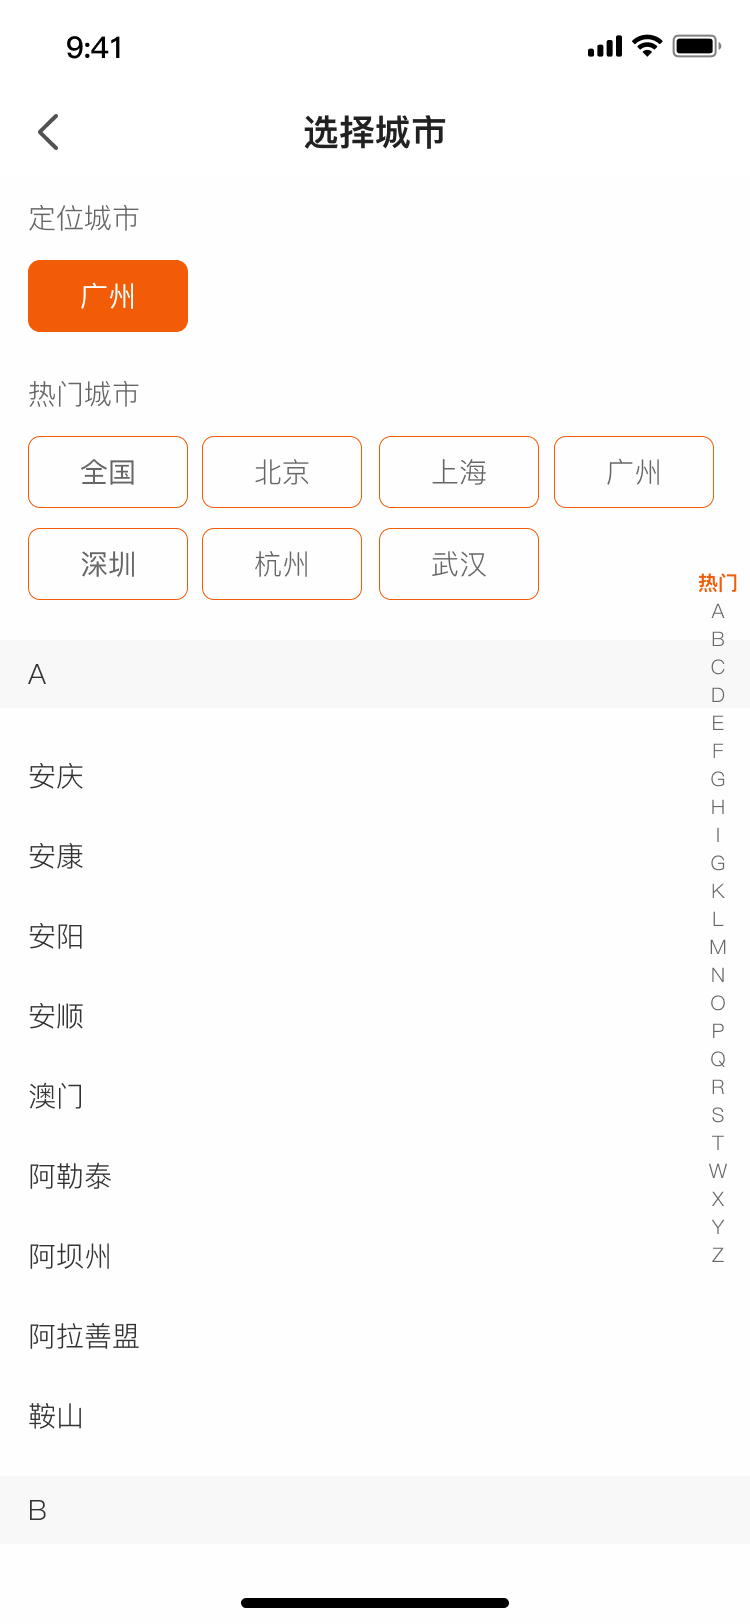 9:41
选择城市
定位城市
广州
热门城市
全国 北京 上海 广州
深圳 杭州 武汉
热门
A
B
C
D
E
F
G
H
I
G
K
L
M
N
O
P
Q
R
S
T
W
X
Y
Z
A
安庆
安康
安阳
安顺
澳门
阿勒泰
阿坝州
阿拉善盟
鞍山
B